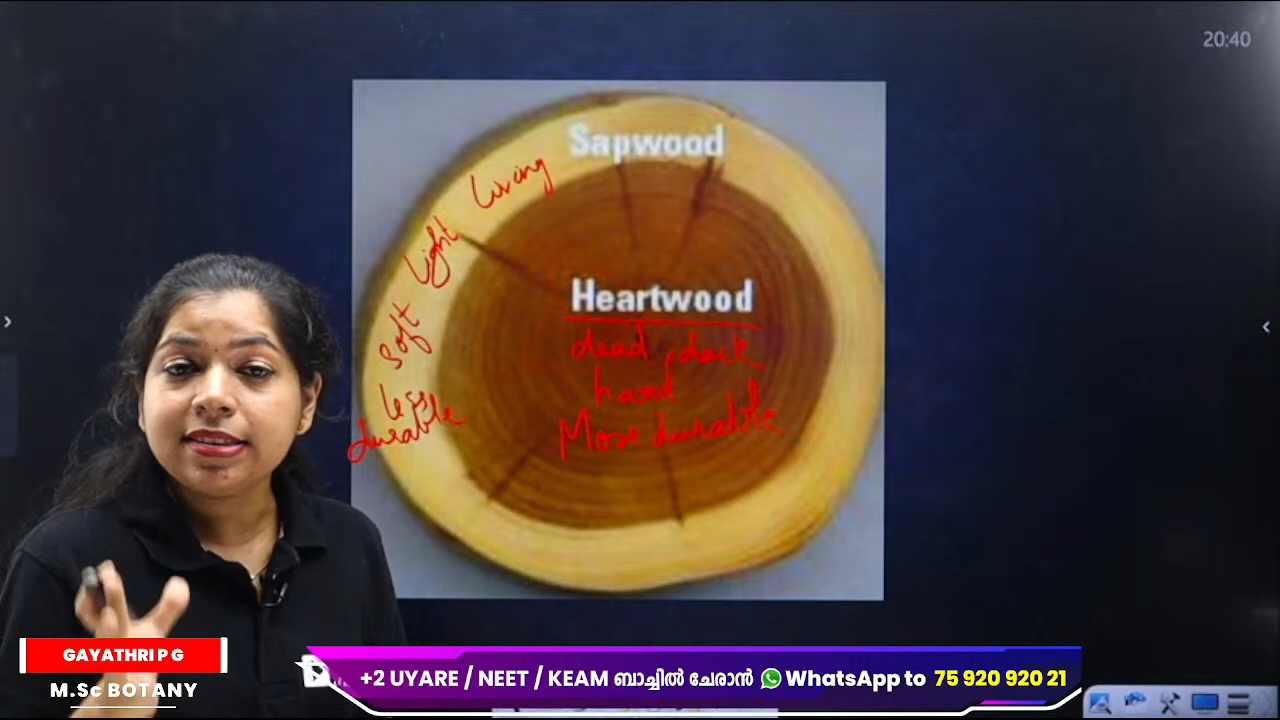 20:40
Sapwood
Living
Light
Soft
Less
durable
Heartwood
dead, dark
hard
More durable
GAYATHRI P G
M.Sc BOTANY
+2 UYARE / NEET / KEAM ബാച്ചിൽ ചേരാൻ WhatsApp to 75 920 920 21